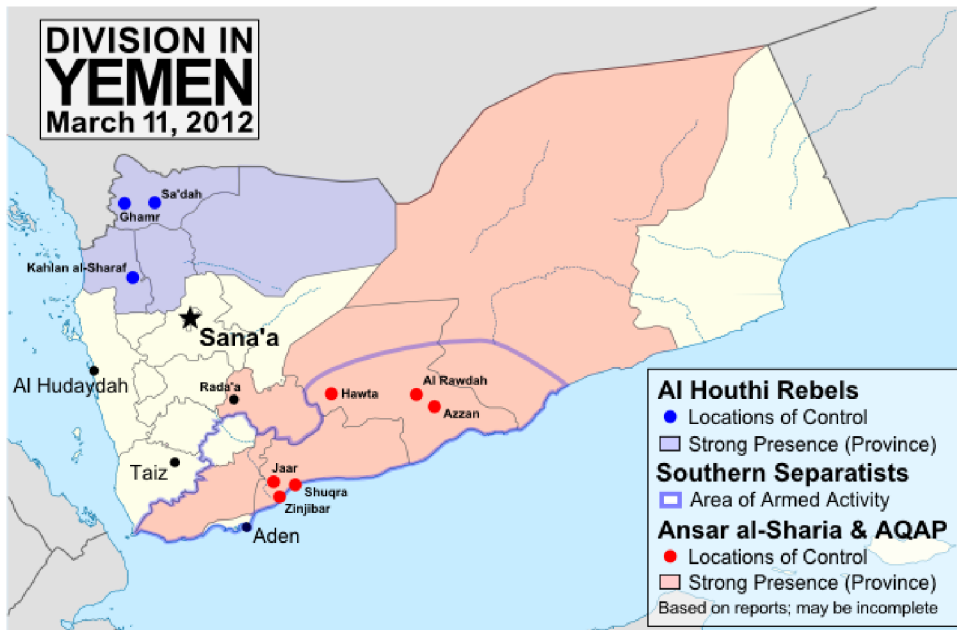 DIVISION IN
YEMEN
March 11, 2012
Sa'dah
Ghamr
Kahlan al-Sharaf
Sana'a
Al Hudaydah
Rada'a
Hawta
Al Rawdah
Azzan
Taiz
Jaar
Shuqra
Zinjibar
Aden
Al Houthi Rebels
Locations of Control
Strong Presence (Province)
Southern Separatists
Area of Armed Activity
Ansar al-Sharia & AQAP
Locations of Control
Strong Presence (Province)
Based on reports; may be incomplete